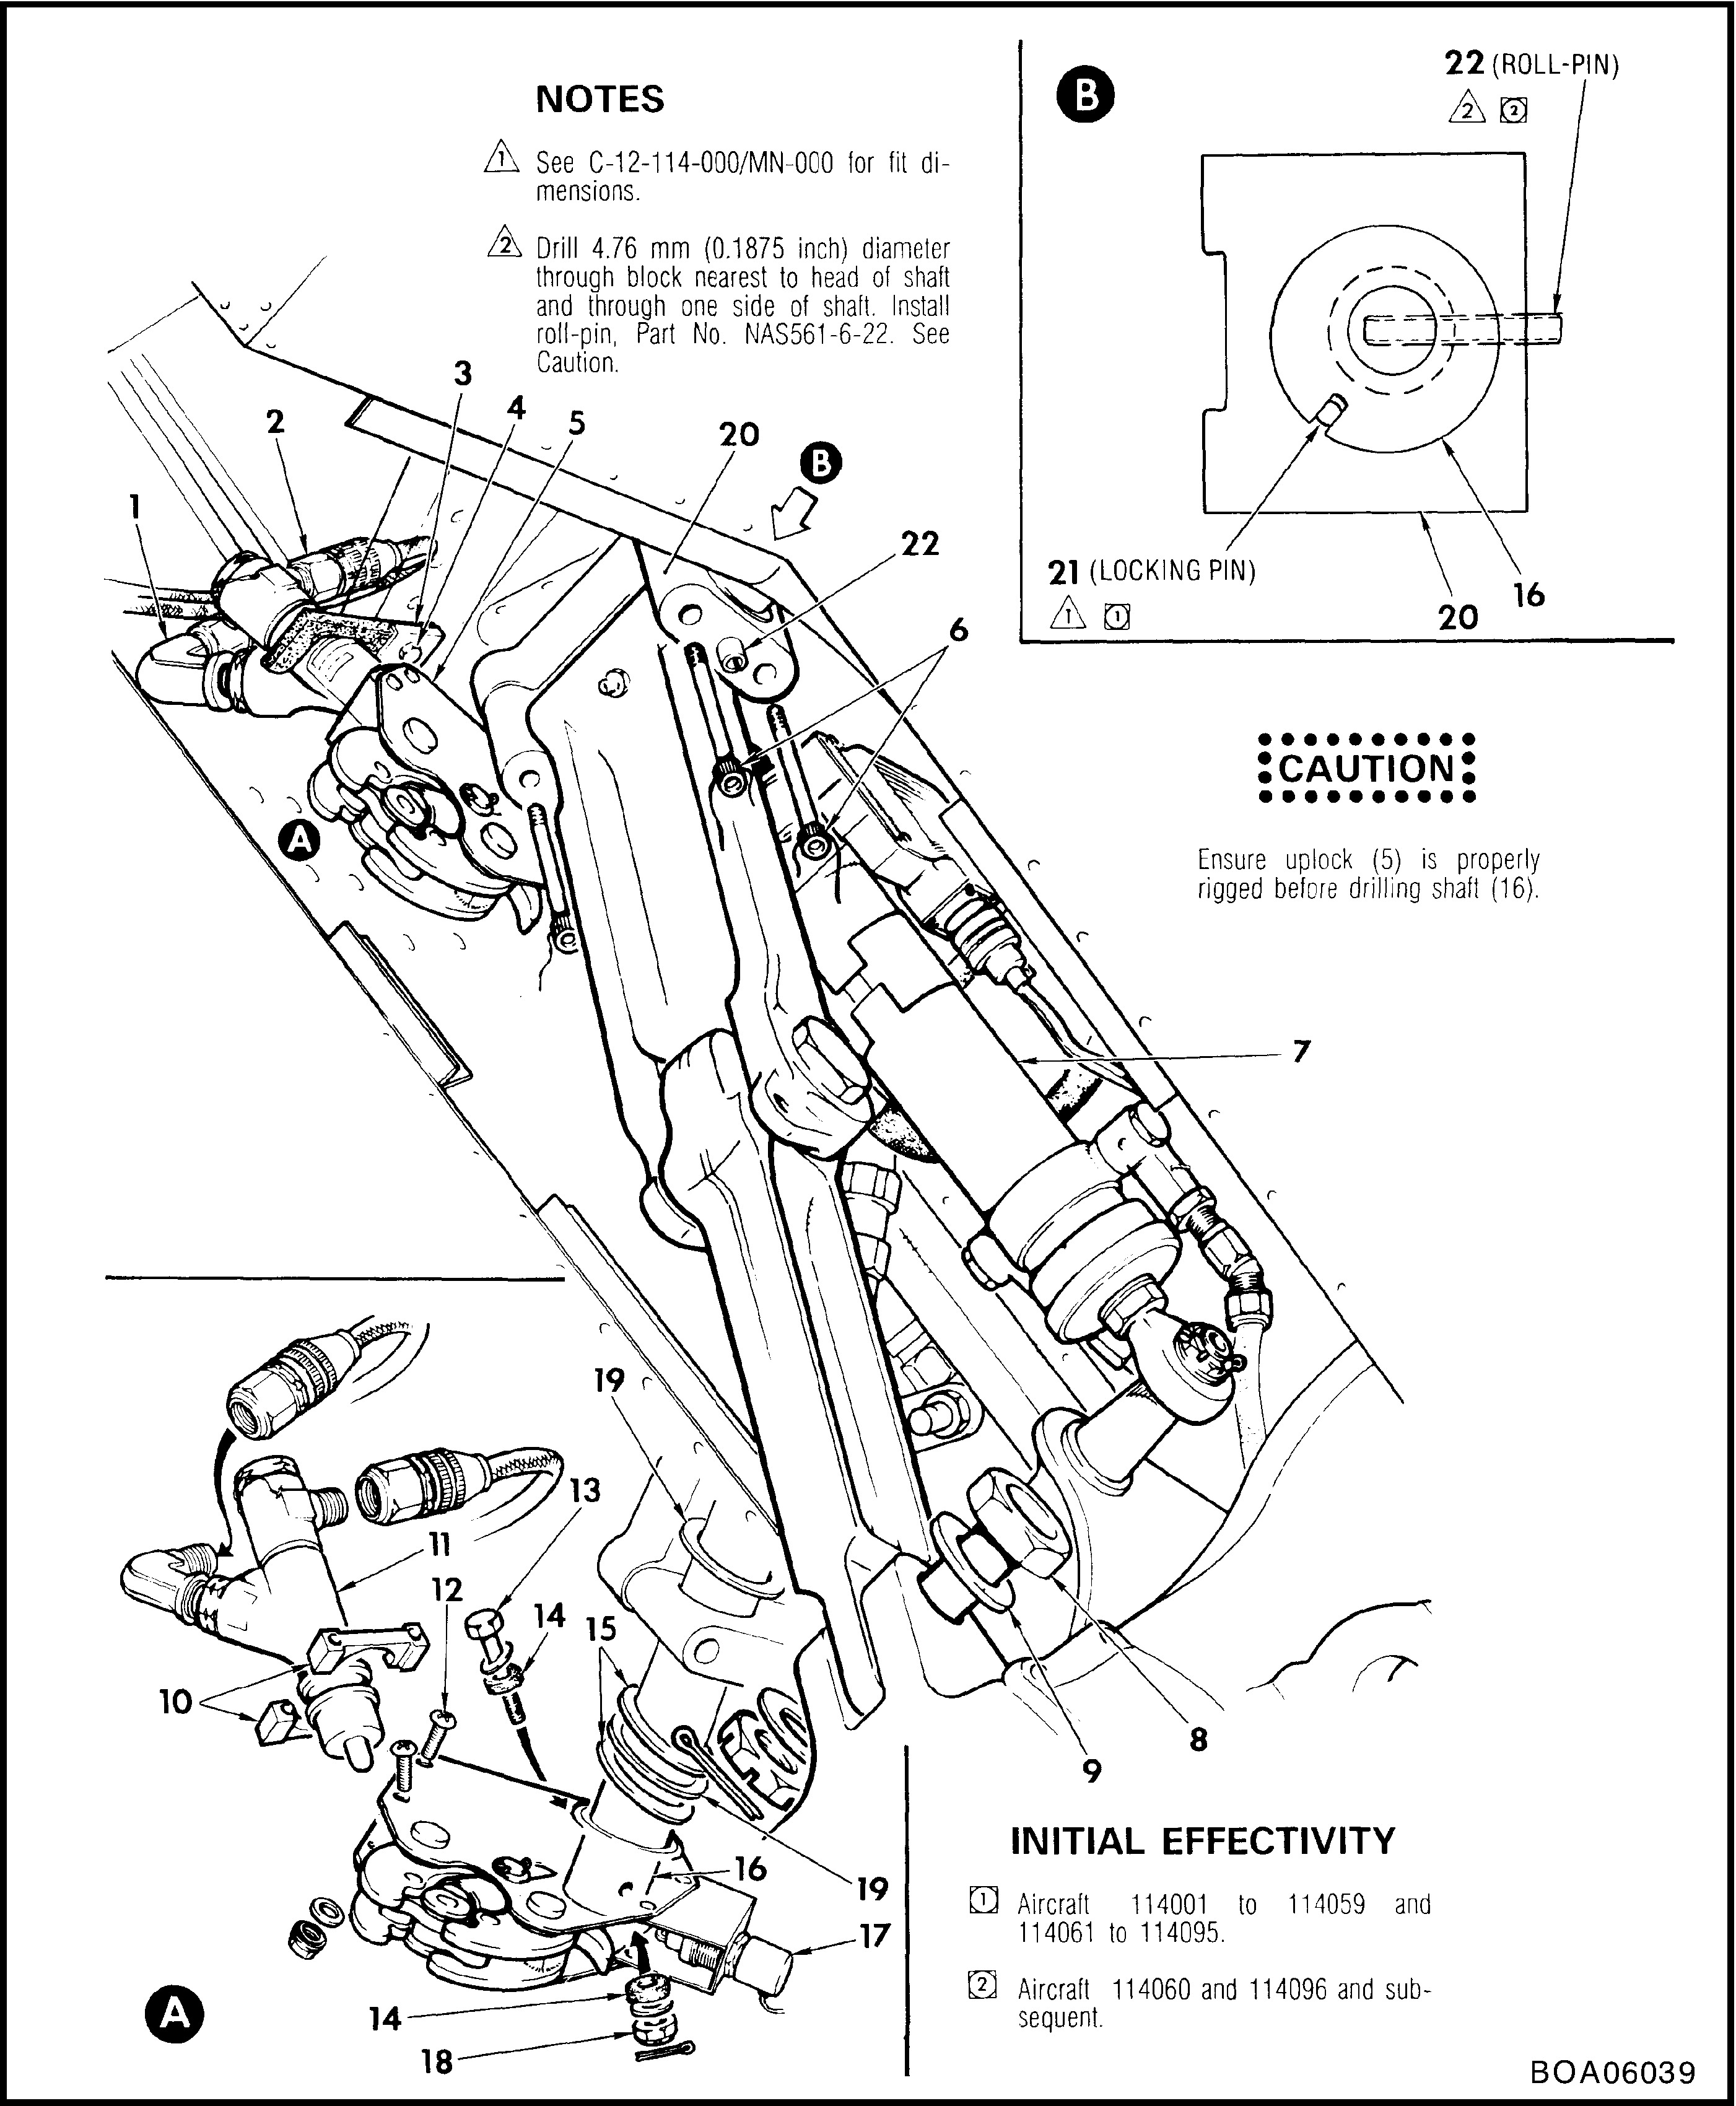 NOTES
1 See C-12-114-000/MN-000 for fit di-
mensions.
2 Drill 4.76 mm (0.1875 inch) diameter
through block nearest to head of shaft
and through one side of shaft. Install
roll-pin, Part No. NAS561-6-22. See
Caution.
B
22 (ROLL-PIN)
2 2
21 (LOCKING PIN)
1 1
16
20
3
4
5
2
1
20
B
22
6
A
7
CAUTION
Ensure uplock (5) is properly
rigged before drilling shaft (16).
19
13
11
12
14
15
10
8
9
16
19
17
14
18
A
INITIAL EFFECTIVITY
1 Aircraft 114001 to 114059 and
114061 to 114095.
2 Aircraft 114060 and 114096 and sub-
sequent.
BOA06039